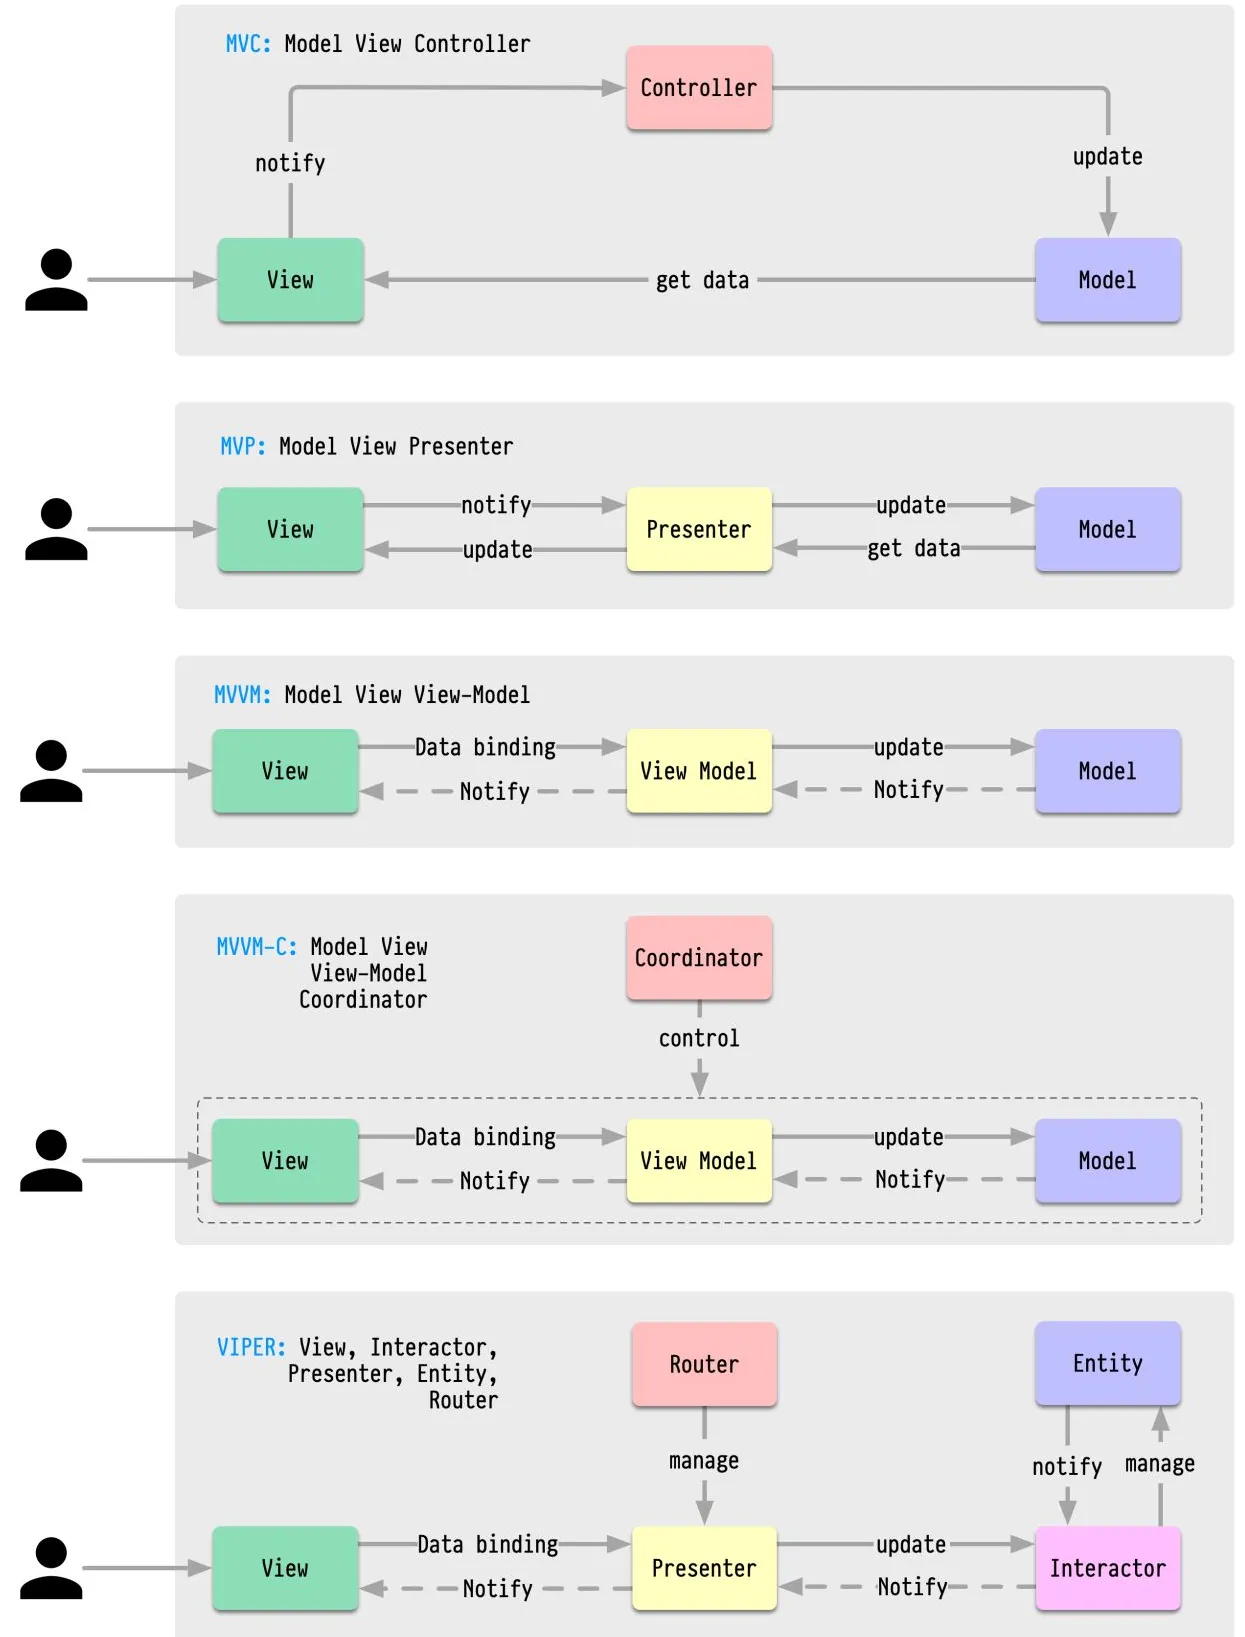 MVC: Model View Controller
Controller
notify
update
View
get data
Model
MVP: Model View Presenter
View
notify
update
Presenter
update
get data
Model
MVVM: Model View View-Model
View
Data binding
Notify
View Model
update
Notify
Model
MVVM-C: Model View
View-Model
Coordinator
Coordinator
control
View
Data binding
Notify
View Model
update
Notify
Model
VIPER: View, Interactor,
Presenter, Entity,
Router
Router
Entity
manage
notify
manage
View
Data binding
Notify
Presenter
update
Notify
Interactor